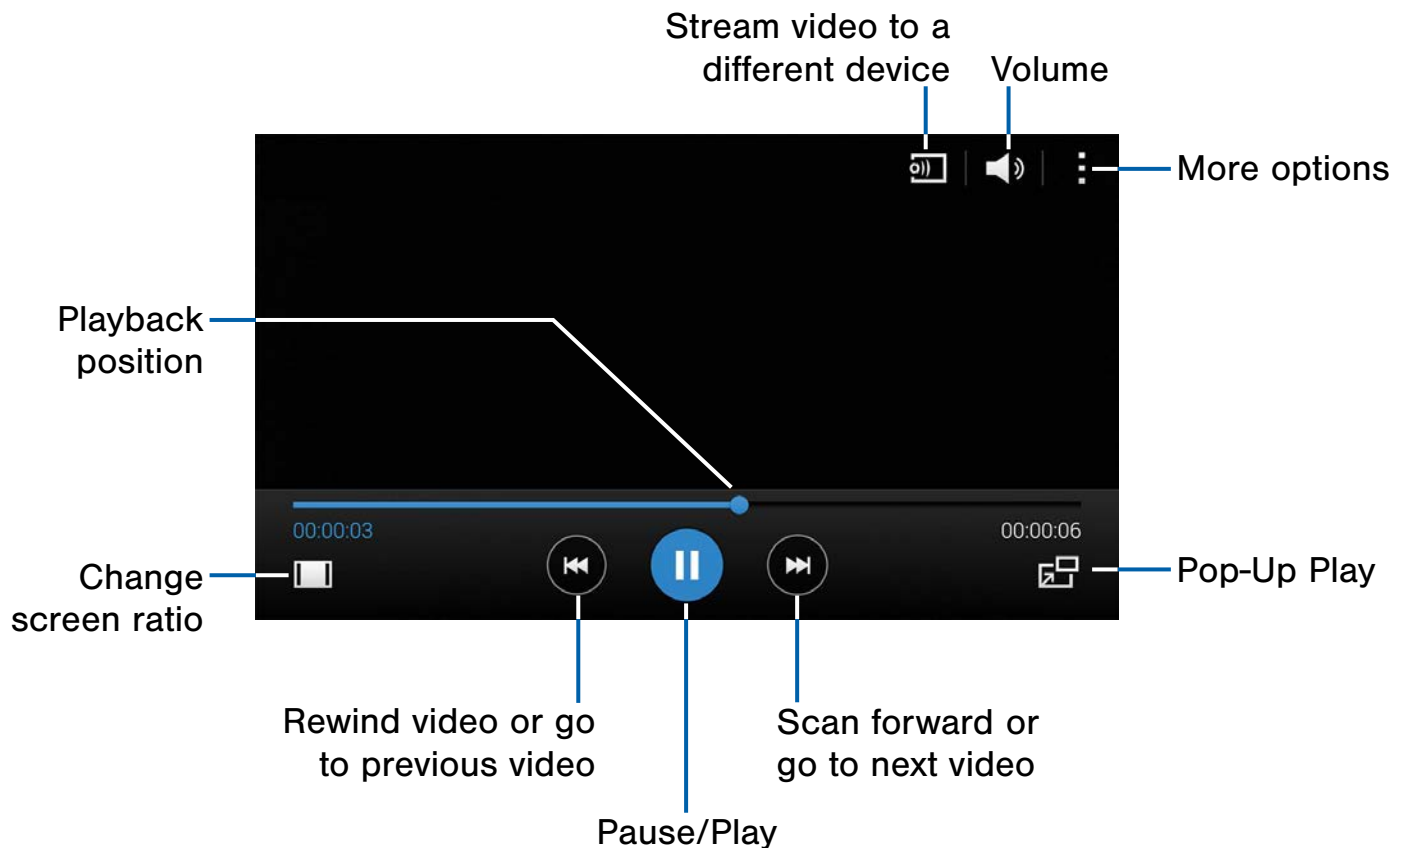 Stream video to a
different device
Volume
More options
Playback
position
00:00:03
00:00:06
Change
screen ratio
Pop-Up Play
Rewind video or go
to previous video
Scan forward or
go to next video
Pause/Play